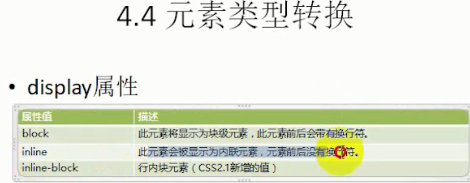 4.4 元素类型转换
• display属性
属性值 描述
block 此元素将显示为块级元素，此元素前后会带有换行符。
inline 此元素会被显示为内联元素，元素前后没有换行符。
inline-block 行内块元素（CSS2.1新增的值）